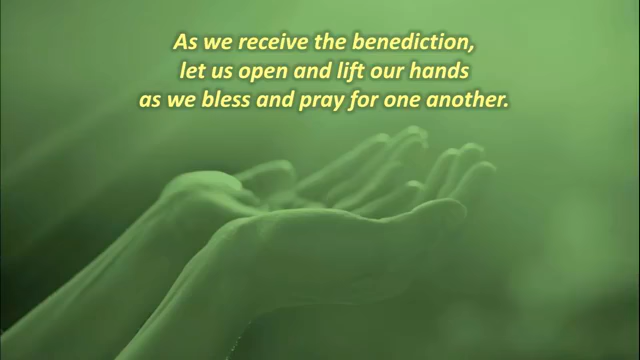 As we receive the benediction,
let us open and lift our hands
as we bless and pray for one another.